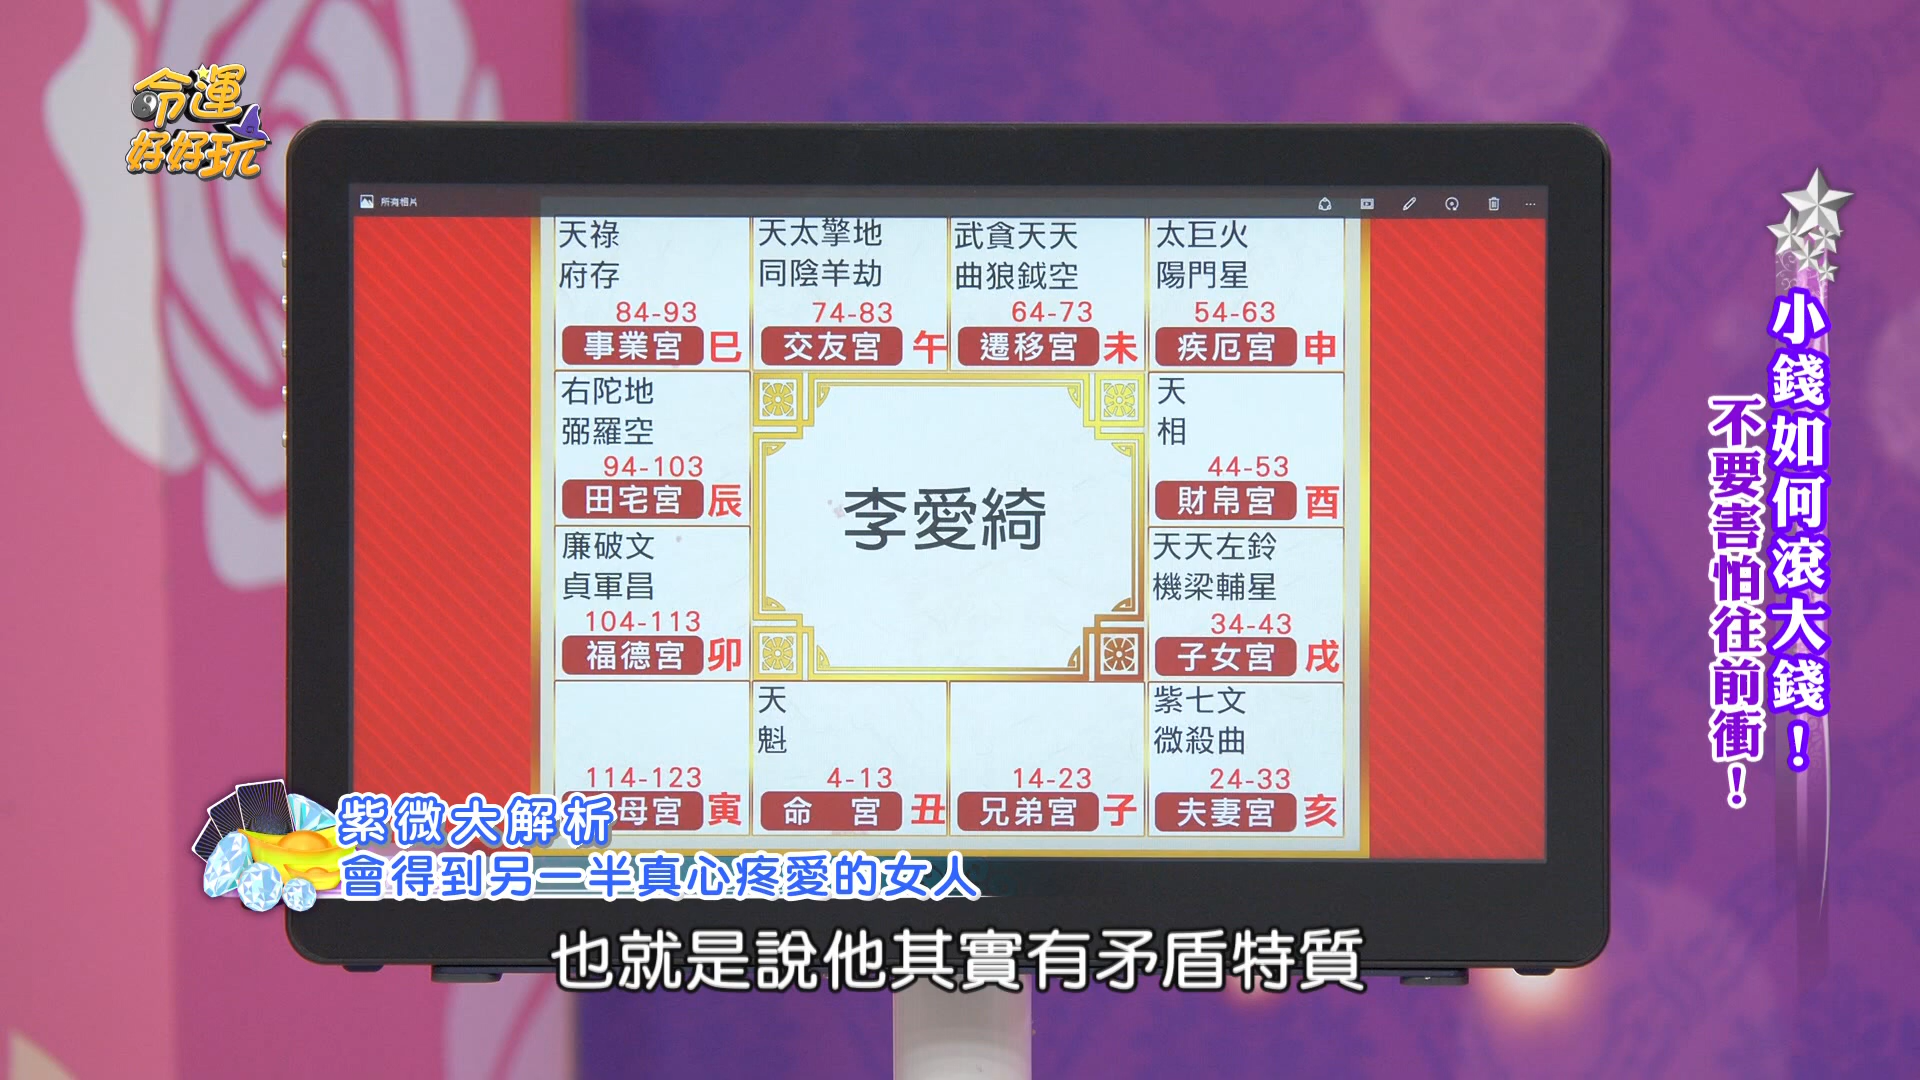 命運
好好玩
所有相片
天祿
府存
84-93
事業宮 巳
天太擎地
同陰羊劫
74-83
交友宮 午
武貪天天
曲狼鉞空
64-73
遷移宮 未
太巨火
陽門星
54-63
疾厄宮 申
右陀地
弼羅空
94-103
田宅宮 辰
李愛綺
天
相
44-53
財帛宮 酉
廉破文
貞軍昌
104-113
福德宮 卯
天天左鈴
機梁輔星
34-43
子女宮 戌
114-123
母宮 寅
天
魁
4-13
命 宮 丑
14-23
兄弟宮 子
紫七文
微殺曲
24-33
夫妻宮 亥
小錢如何滾大錢！
不要害怕往前衝！
紫微大解析
會得到另一半真心疼愛的女人
也就是說他其實有矛盾特質